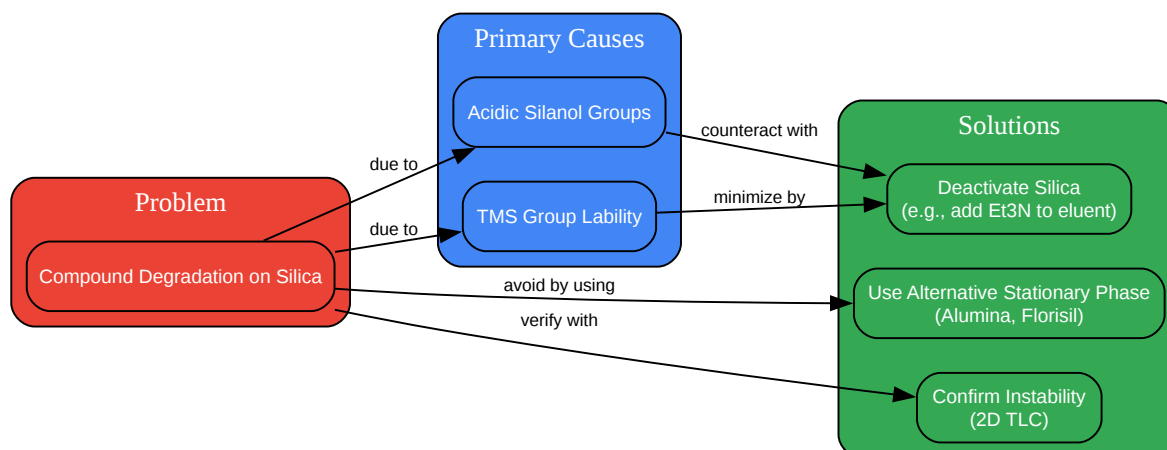 Primary Causes
Acidic Silanol Groups
TMS Group Lability
Problem
Compound Degradation on Silica
Solutions
Deactivate Silica
(e.g., add Et3N to eluent)
Use Alternative Stationary Phase
(Alumina, Florisil)
Confirm Instability
(2D TLC)
due to
due to
counteract with
minimize by
avoid by using
verify with